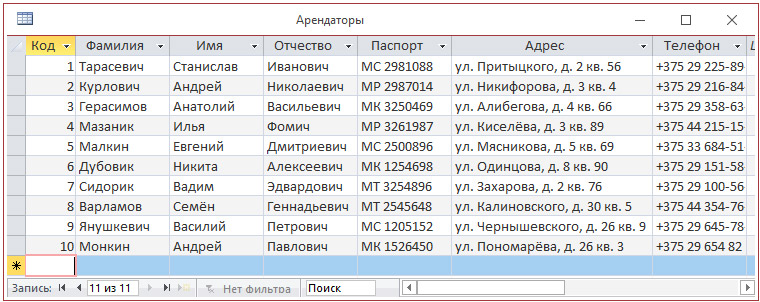 Арендаторы
Код Фамилия Имя Отчество Паспорт Адрес Телефон
1 Тарасевич Станислав Иванович МС 2981088 ул. Притыцкого, д. 2 кв. 56 +375 29 225-89-
2 Курлович Андрей Николаевич МР 2987014 ул. Никифорова, д. 3 кв. 4 +375 29 216-84-
3 Герасимов Анатолий Васильевич МК 3250469 ул. Алибегова, д. 4 кв. 66 +375 29 358-63-
4 Мазаник Илья Фомич МР 3261987 ул. Киселёва, д. 3 кв. 89 +375 44 215-15-
5 Малкин Евгений Дмитриевич МС 2500896 ул. Мясникова, д. 5 кв. 69 +375 33 684-51-
6 Дубовик Никита Алексеевич МК 1254698 ул. Одинцова, д. 8 кв. 90 +375 29 151-58-
7 Сидорик Вадим Эдвардович МТ 3254896 ул. Захарова, д. 2 кв. 76 +375 29 100-56-
8 Варламов Семён Геннадьевич МТ 2545648 ул. Калиновского, д. 30 кв. 5 +375 44 354-76-
9 Янушкевич Василий Петрович МС 1205152 ул. Чернышевского, д. 26 кв. 9 +375 29 645-78-
10 Монкин Андрей Павлович МК 1526450 ул. Пономарёва, д. 26 кв. 3 +375 29 654 82
Запись: 11 из 11 Нет фильтра Поиск